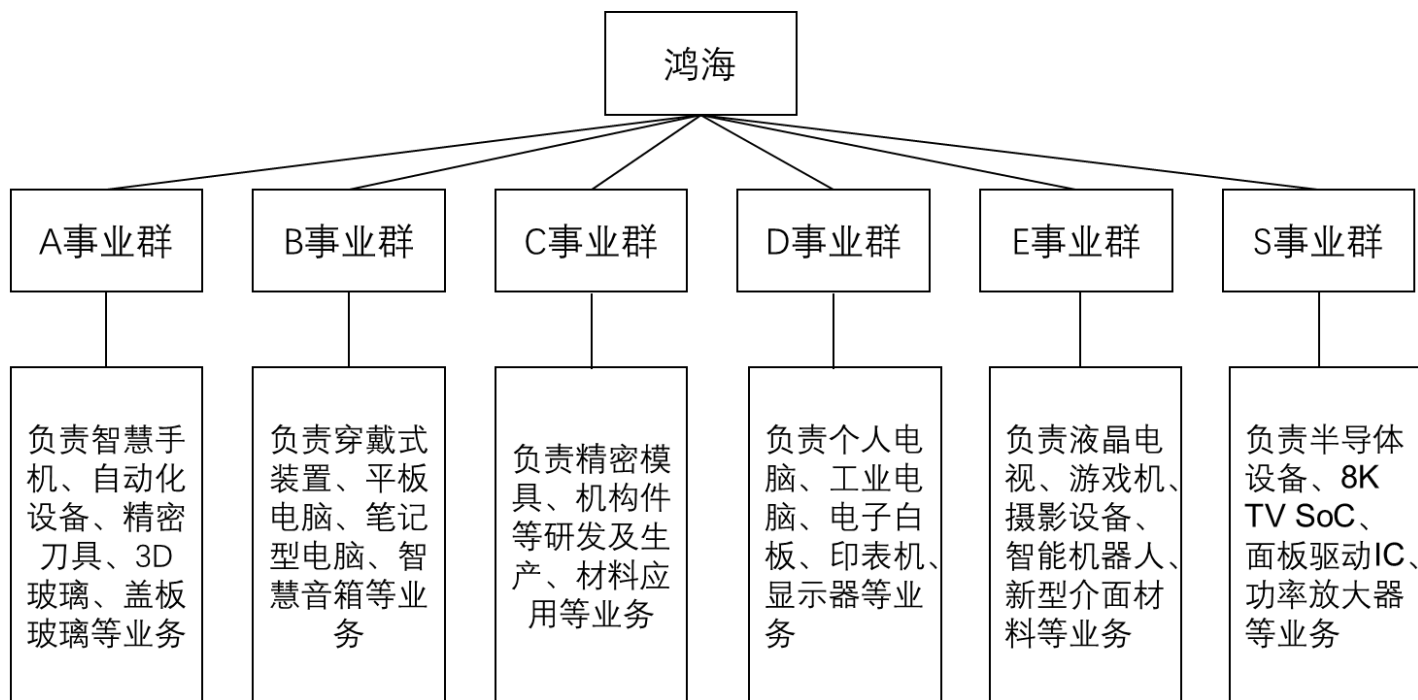 鸿海
A事业群
B事业群
C事业群
D事业群
E事业群
S事业群
负责智慧手
机、自动化
设备、精密
刀具、3D
玻璃、盖板
玻璃等业务
负责穿戴式
装置、平板
电脑、笔记
型电脑、智
慧音箱等业
务
负责精密模
具、机构件
等研发及生
产、材料应
用等业务
负责个人电
脑、工业电
脑、电子白
板、印表机、
显示器等业
务
负责液晶电
视、游戏机、
摄影设备、
智能机器人、
新型介面材
料等业务
负责半导体
设备、8K
TV SoC、
面板驱动IC、
功率放大器
等业务